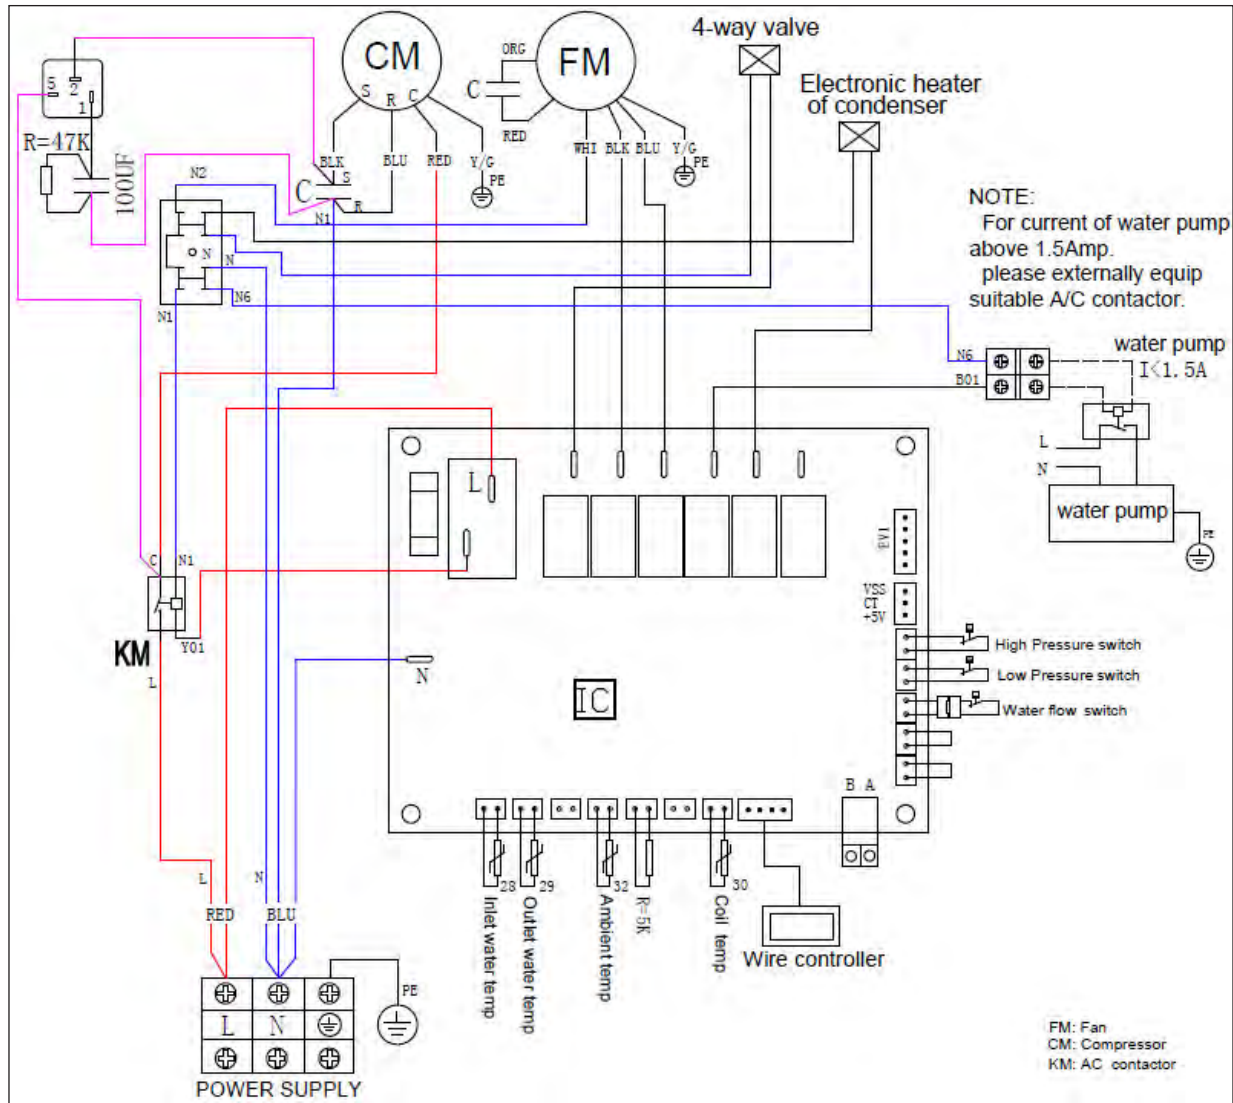 4-way valve
Electronic heater
of condenser
CM
FM
S
R
C
ORG
C
RED
5
2
1
R=47K
100UF
BLK
BLU
RED
Y/G
PE
WHI
BLK
BLU
Y/G
PE
C
S
R
N1
N2
N
N
N6
N1
NOTE:
For current of water pump
above 1.5Amp.
please externally equip
suitable A/C contactor.
N6
B01
water pump
I<1.5A
L
N
water pump
PE
L
C
N1
KM
Y01
L
N
IC
EVI
VSS
CT
+5V
High Pressure switch
Low Pressure switch
Water flow switch
B A
28
29
32
30
Inlet water temp
Outlet water temp
Ambient temp
R=5K
Coil temp
Wire controller
L
N
RED
BLU
PE
L
N
POWER SUPPLY
FM: Fan
CM: Compressor
KM: AC contactor